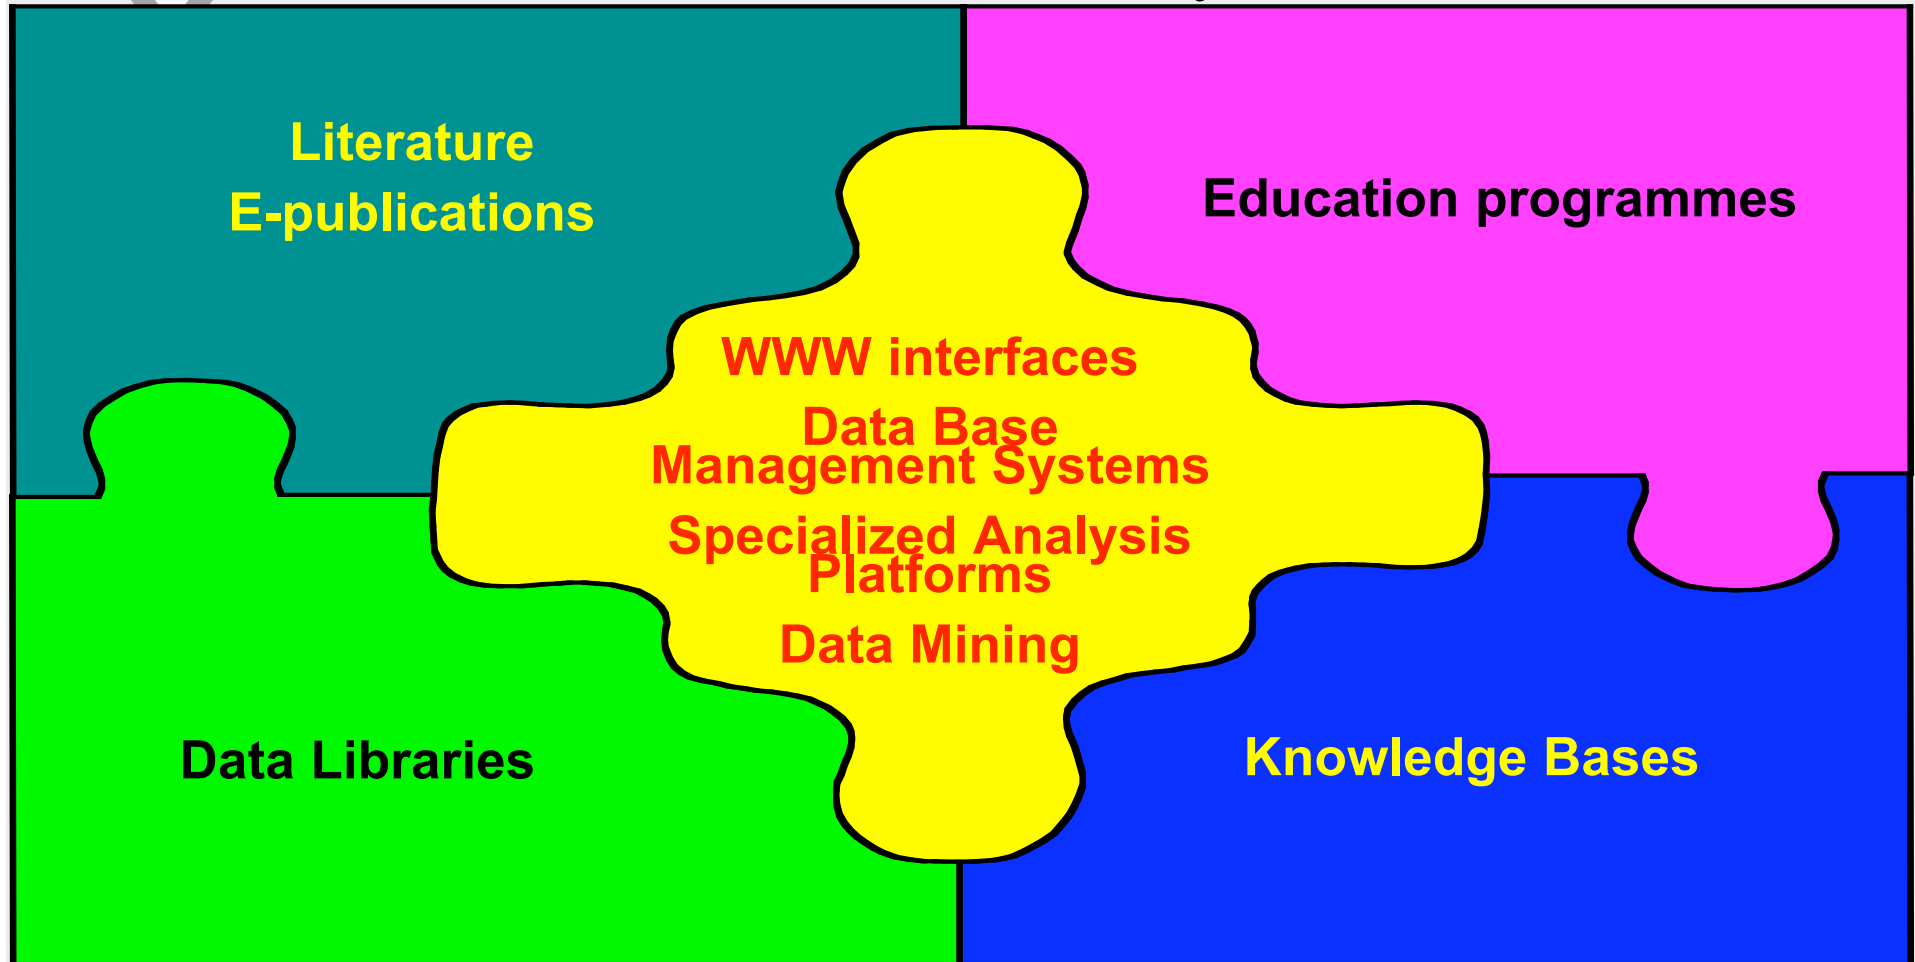 Literature
E-publications
Education programmes
WWW interfaces
Data Base
Management Systems
Specialized Analysis
Platforms
Data Mining
Data Libraries
Knowledge Bases